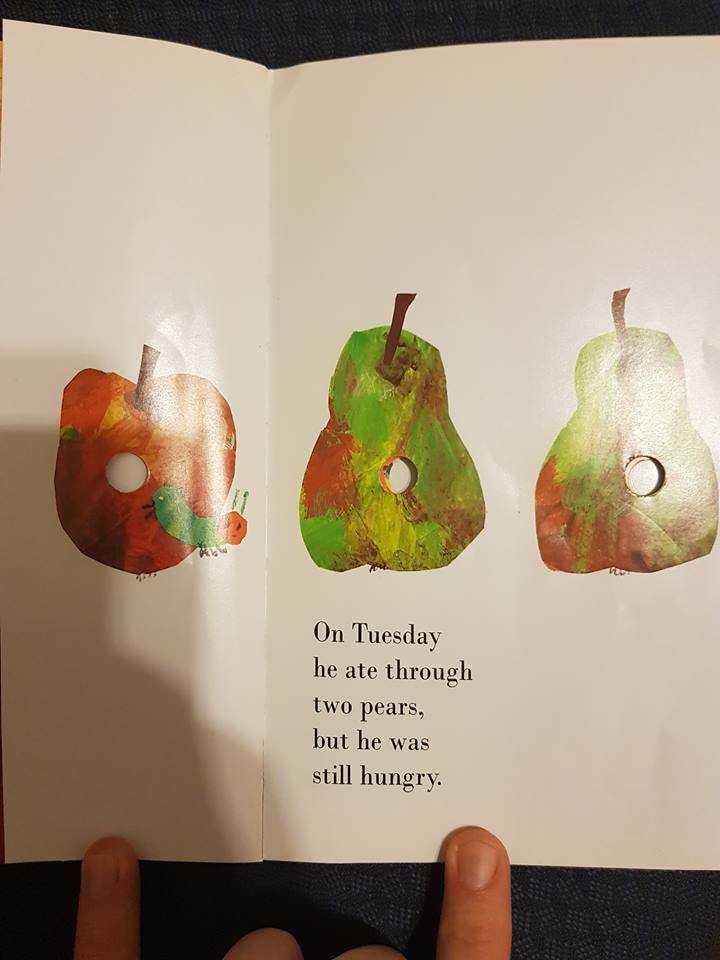 On Tuesday
he ate through
two pears,
but he was
still hungry.